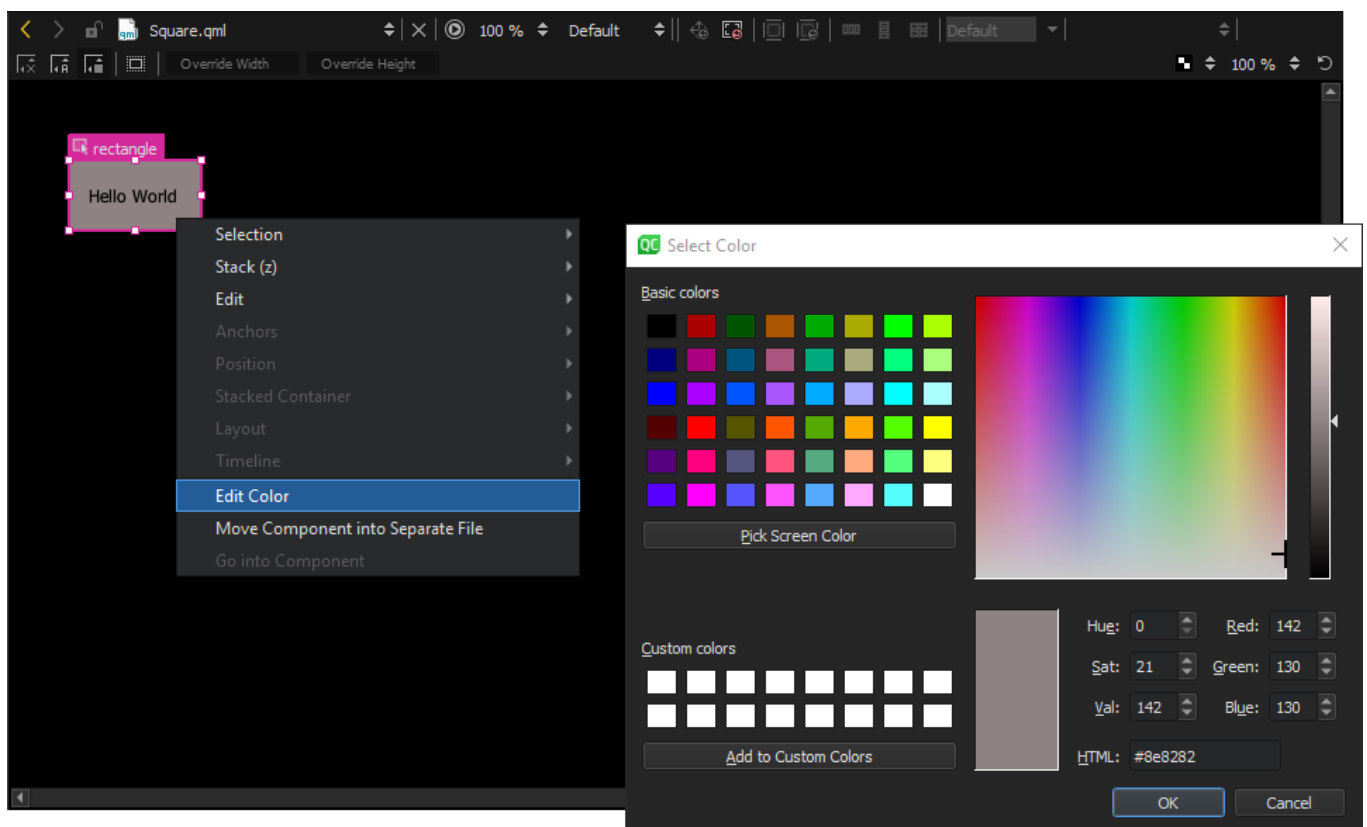 qml Square.qml 100 % Default Default
Override Width Override Height 100 %
rectangle
Hello World
Selection
Stack (z)
Edit
Anchors
Position
Stacked Container
Layout
Timeline
Edit Color
Move Component into Separate File
Go into Component
QC Select Color
Basic colors
Pick Screen Color
Custom colors
Add to Custom Colors
Hue: 0 Red: 142
Sat: 21 Green: 130
Val: 142 Blue: 130
HTML: #8e8282
OK Cancel